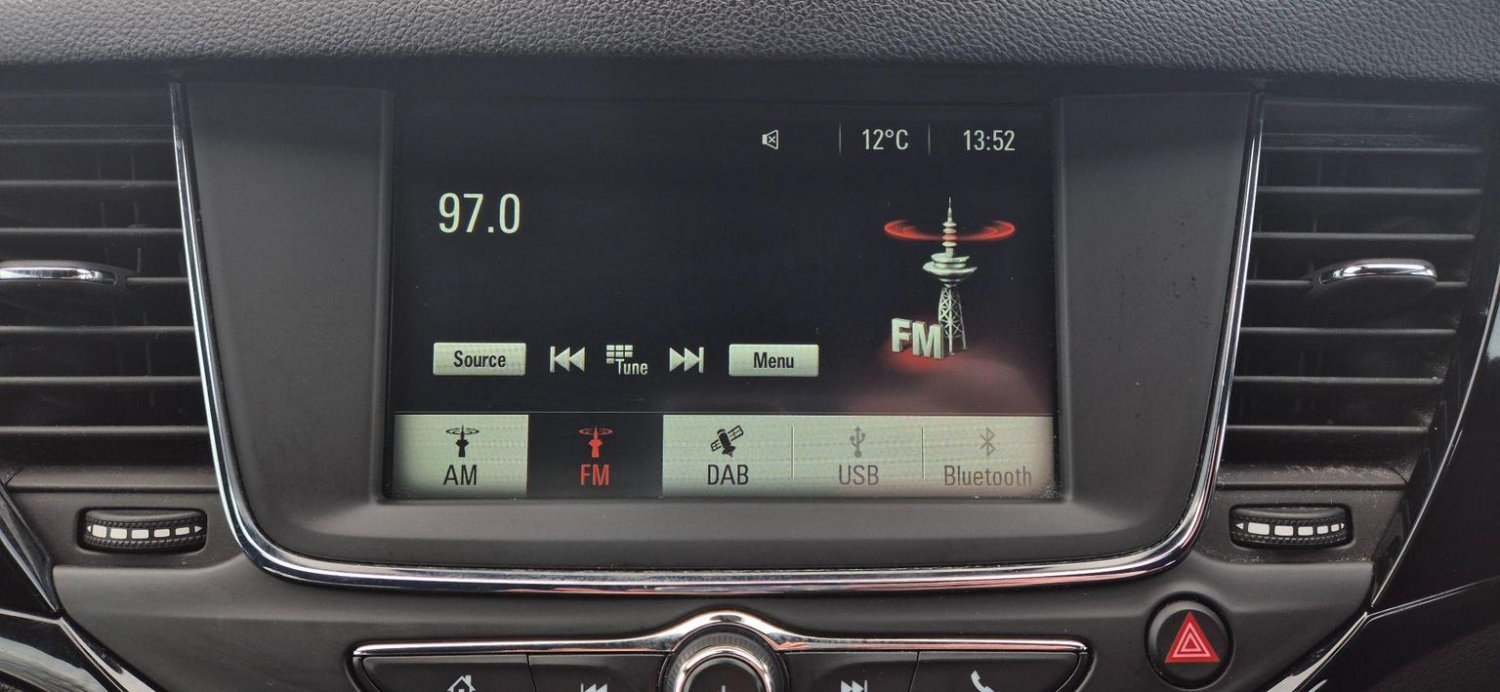 12°C 13:52
97.0
FM
Source Tune Menu
AM FM DAB USB Bluetooth